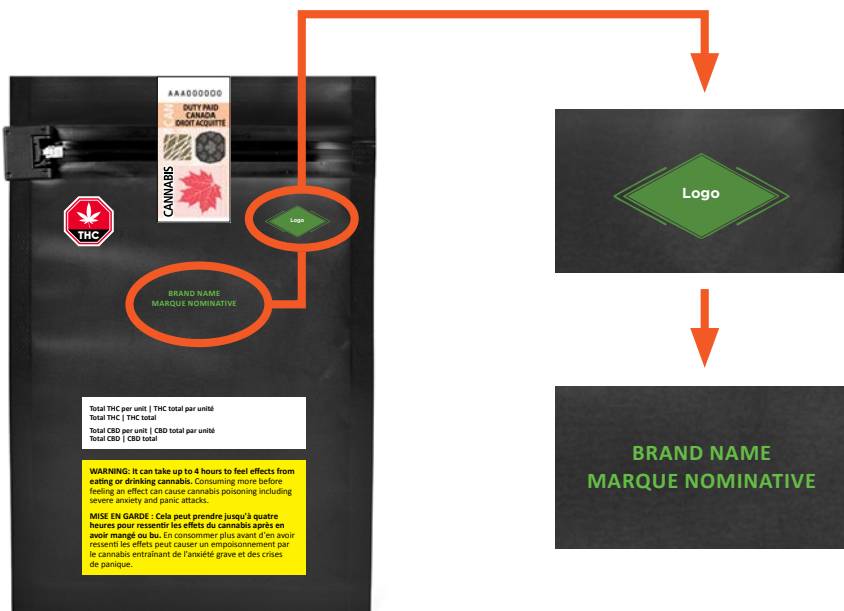 AAA000000
CAN
DUTY PAID
CANADA
DROIT ACQUITTÉ
CANNABIS
THC
Logo
BRAND NAME
MARQUE NOMINATIVE
Total THC per unit | THC total par unité
Total THC | THC total
Total CBD per unit | CBD total par unité
Total CBD | CBD total
WARNING: It can take up to 4 hours to feel effects from
eating or drinking cannabis. Consuming more before
feeling an effect can cause cannabis poisoning including
severe anxiety and panic attacks.
MISE EN GARDE : Cela peut prendre jusqu'à quatre
heures pour ressentir les effets du cannabis après en
avoir mangé ou bu. En consommer plus avant d'en avoir
ressenti les effets peut causer un empoisonnement par
le cannabis entraînant de l'anxiété grave et des crises
de panique.
Logo
BRAND NAME
MARQUE NOMINATIVE